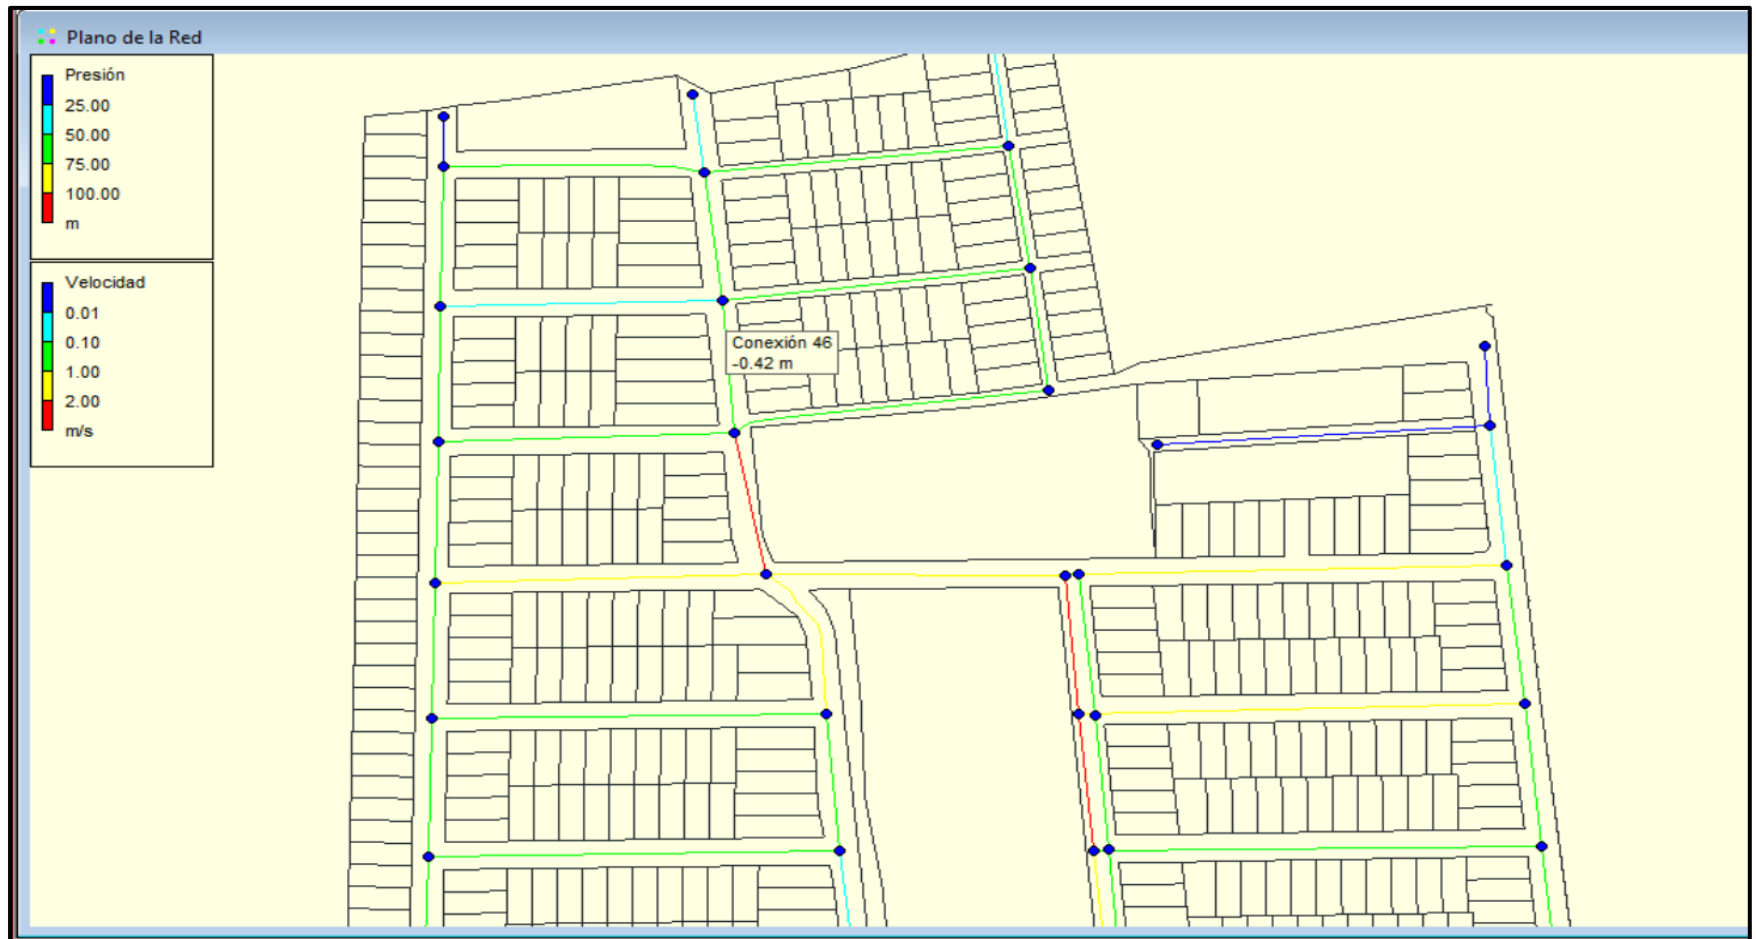 Plano de la Red
Presión
25.00
50.00
75.00
100.00
m
Velocidad
0.01
0.10
1.00
2.00
m/s
Conexión 46
-0.42 m